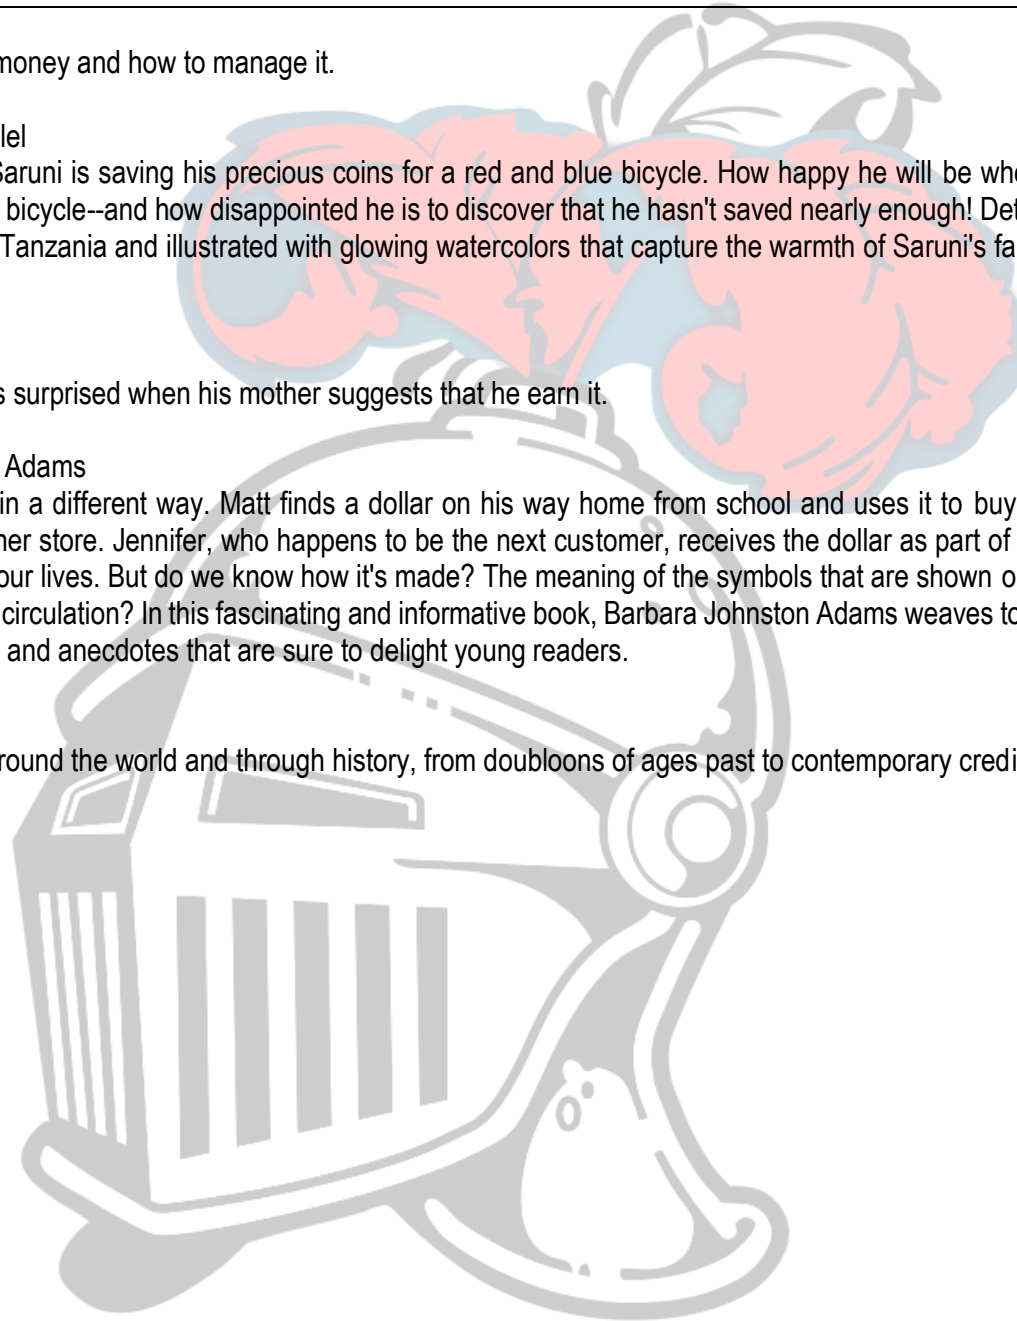 money and how to manage it.
lel
Saruni is saving his precious coins for a red and blue bicycle. How happy he will be
bicycle--and how disappointed he is to discover that he hasn't saved nearly enough!
Tanzania and illustrated with glowing watercolors that capture the warmth of Saruni's
s surprised when his mother suggests that he earn it.
Adams
in a different way. Matt finds a dollar on his way home from school and uses it to buy
ner store. Jennifer, who happens to be the next customer, receives the dollar as part of
our lives. But do we know how it's made? The meaning of the symbols that are shown
circulation? In this fascinating and informative book, Barbara Johnston Adams weaves
and anecdotes that are sure to delight young readers.
round the world and through history, from doubloons of ages past to contemporary